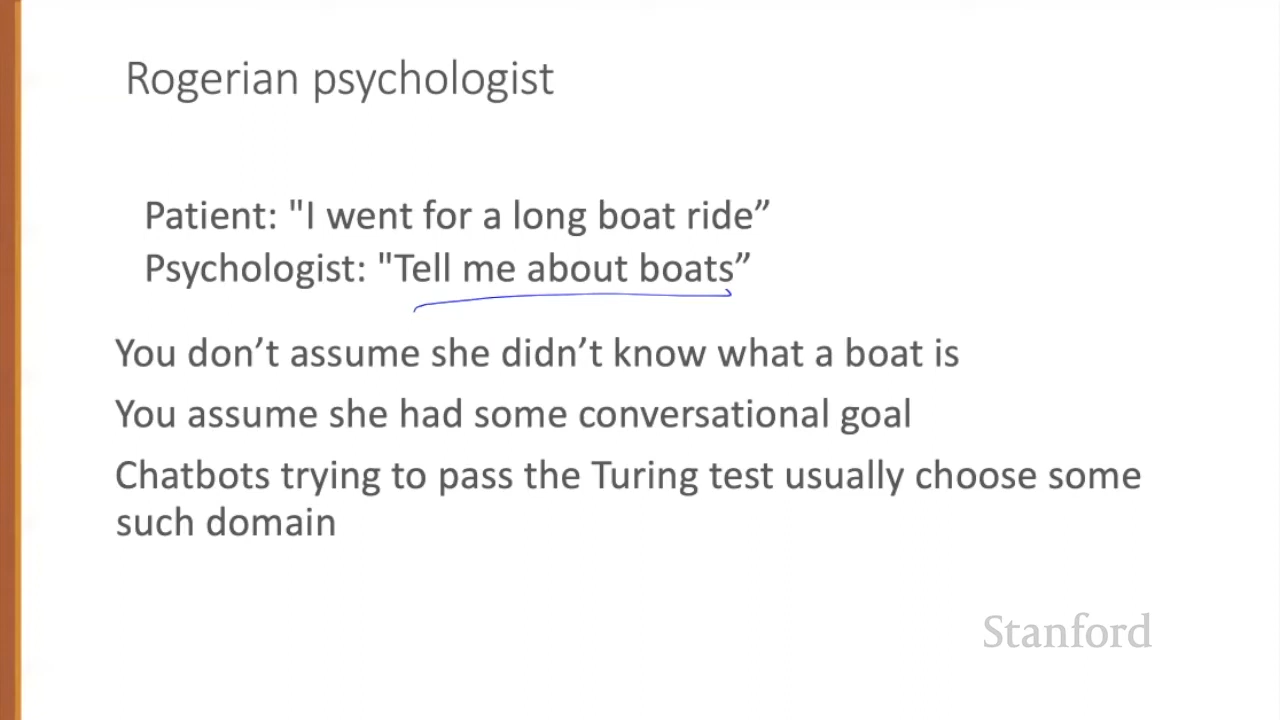 Rogerian psychologist
Patient: "I went for a long boat ride”
Psychologist: "Tell me about boats”
You don’t assume she didn’t know what a boat is
You assume she had some conversational goal
Chatbots trying to pass the Turing test usually choose some
such domain
Stanford